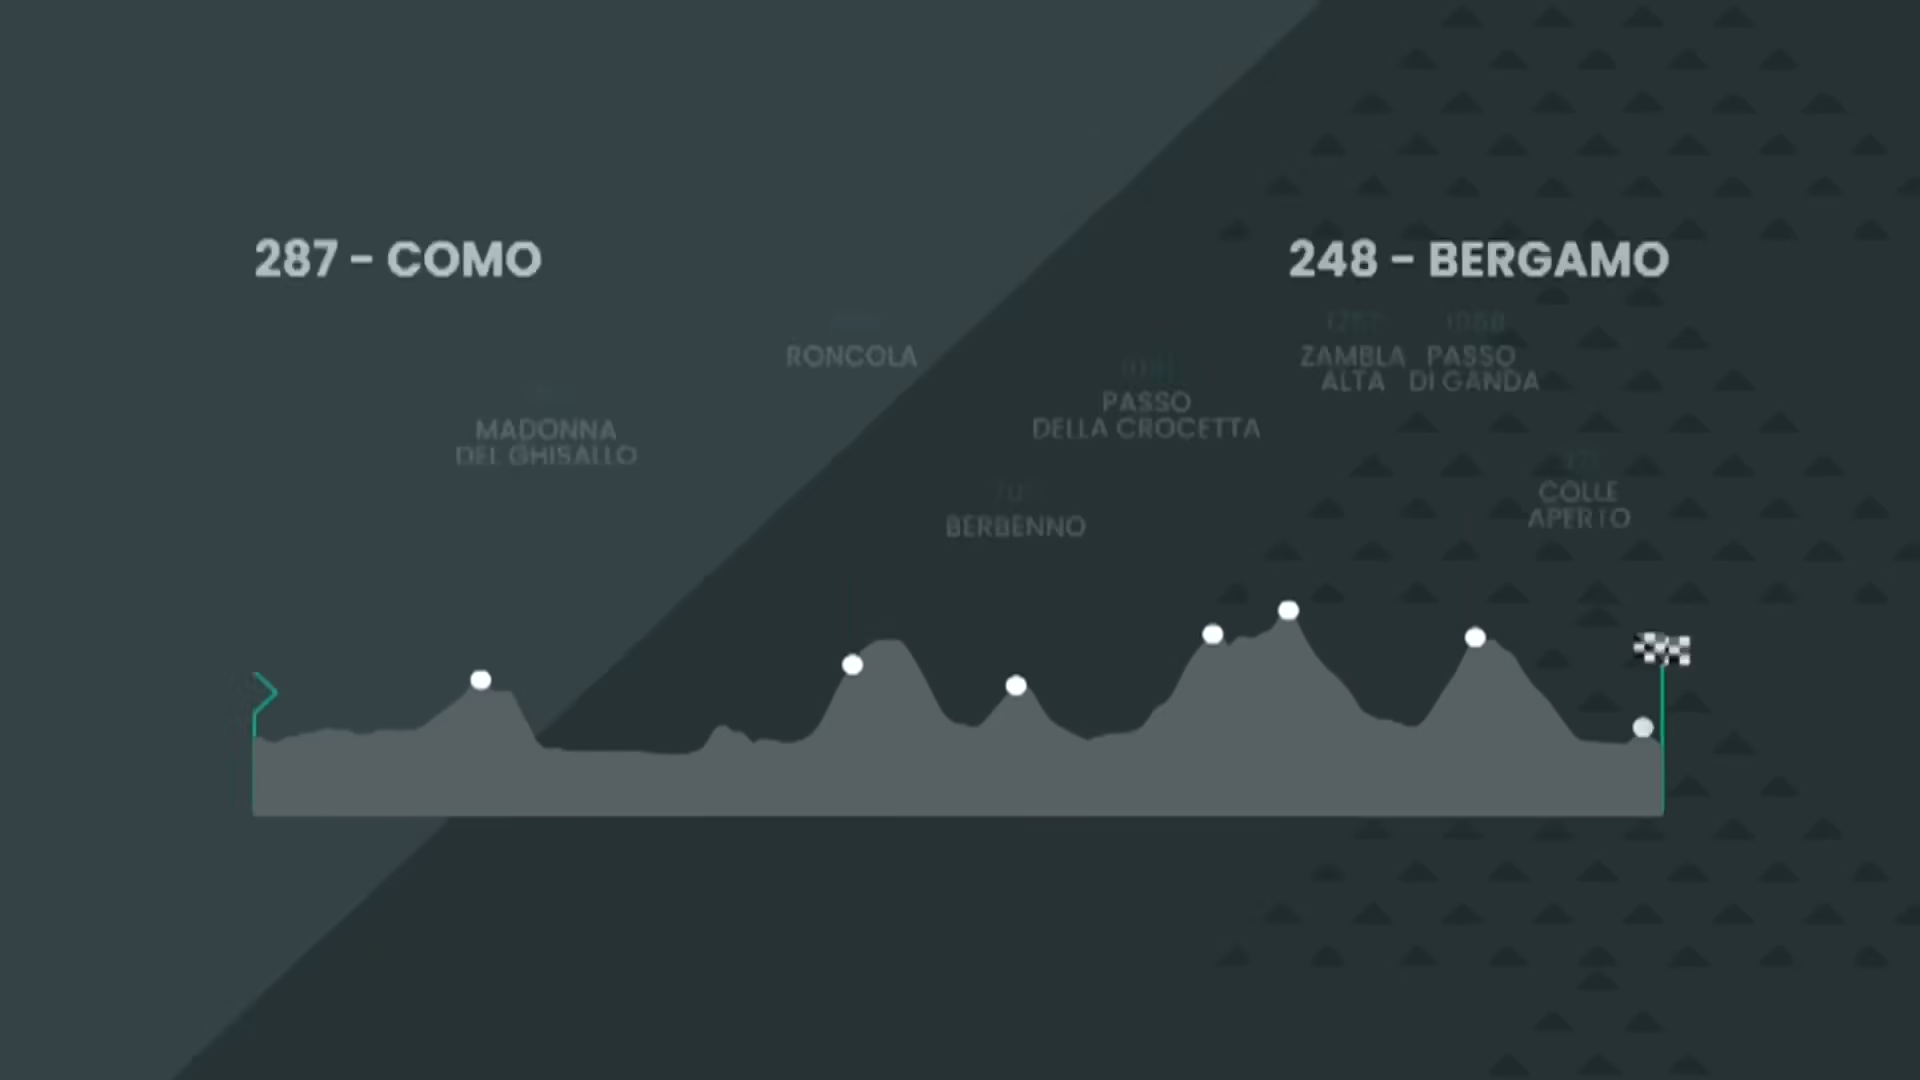 287 - COMO
248 - BERGAMO
1068
RONCOLA
ZAMBLA
ALTA
PASSO
DI GANDA
PASSO
DELLA CROCETTA
MADONNA
DEL GHISALLO
COLLE
APERTO
BERBENNO